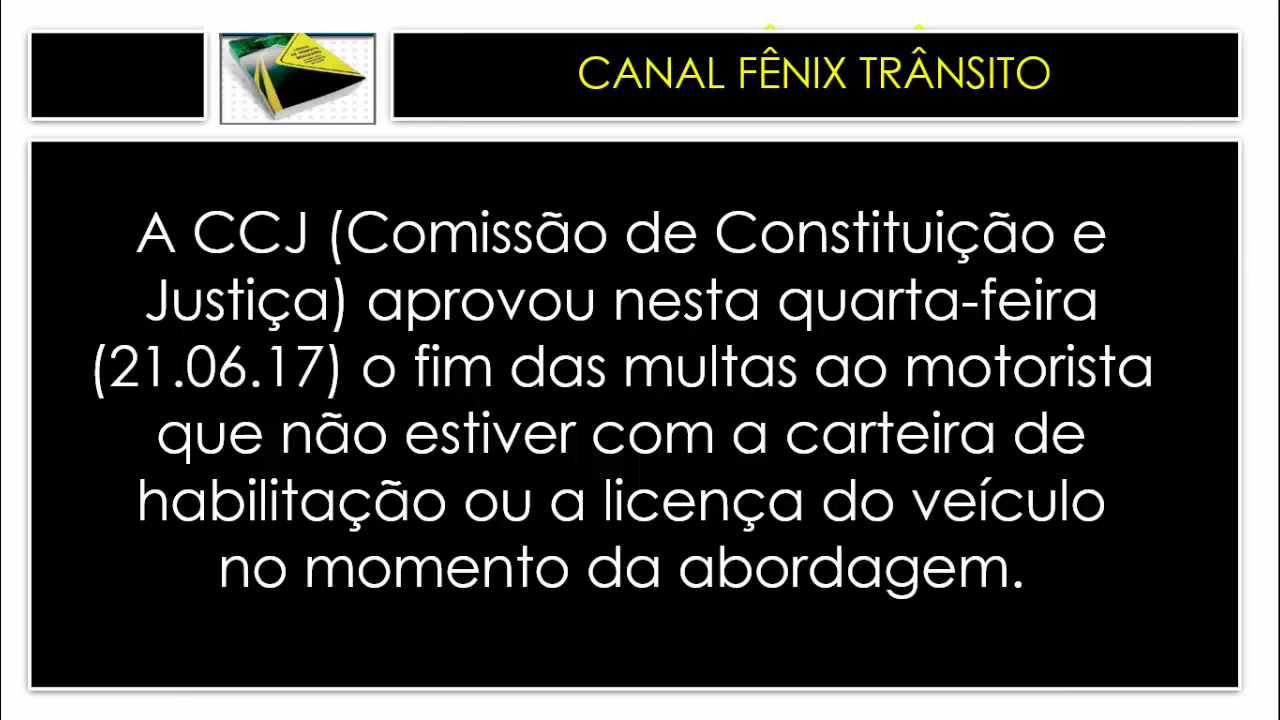 CANAL FÊNIX TRÂNSITO
A CCJ (Comissão de Constituição e
Justiça) aprovou nesta quarta-feira
(21.06.17) o fim das multas ao motorista
que não estiver com a carteira de
habilitação ou a licença do veículo
no momento da abordagem.